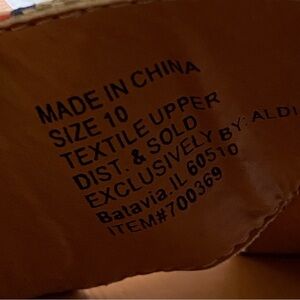 MADE IN CHINA
SIZE 10
TEXTILE UPPER
DIST. & SOLD
EXCLUSIVELY BY: ALDI
Batavia, IL 60510
ITEM#700369